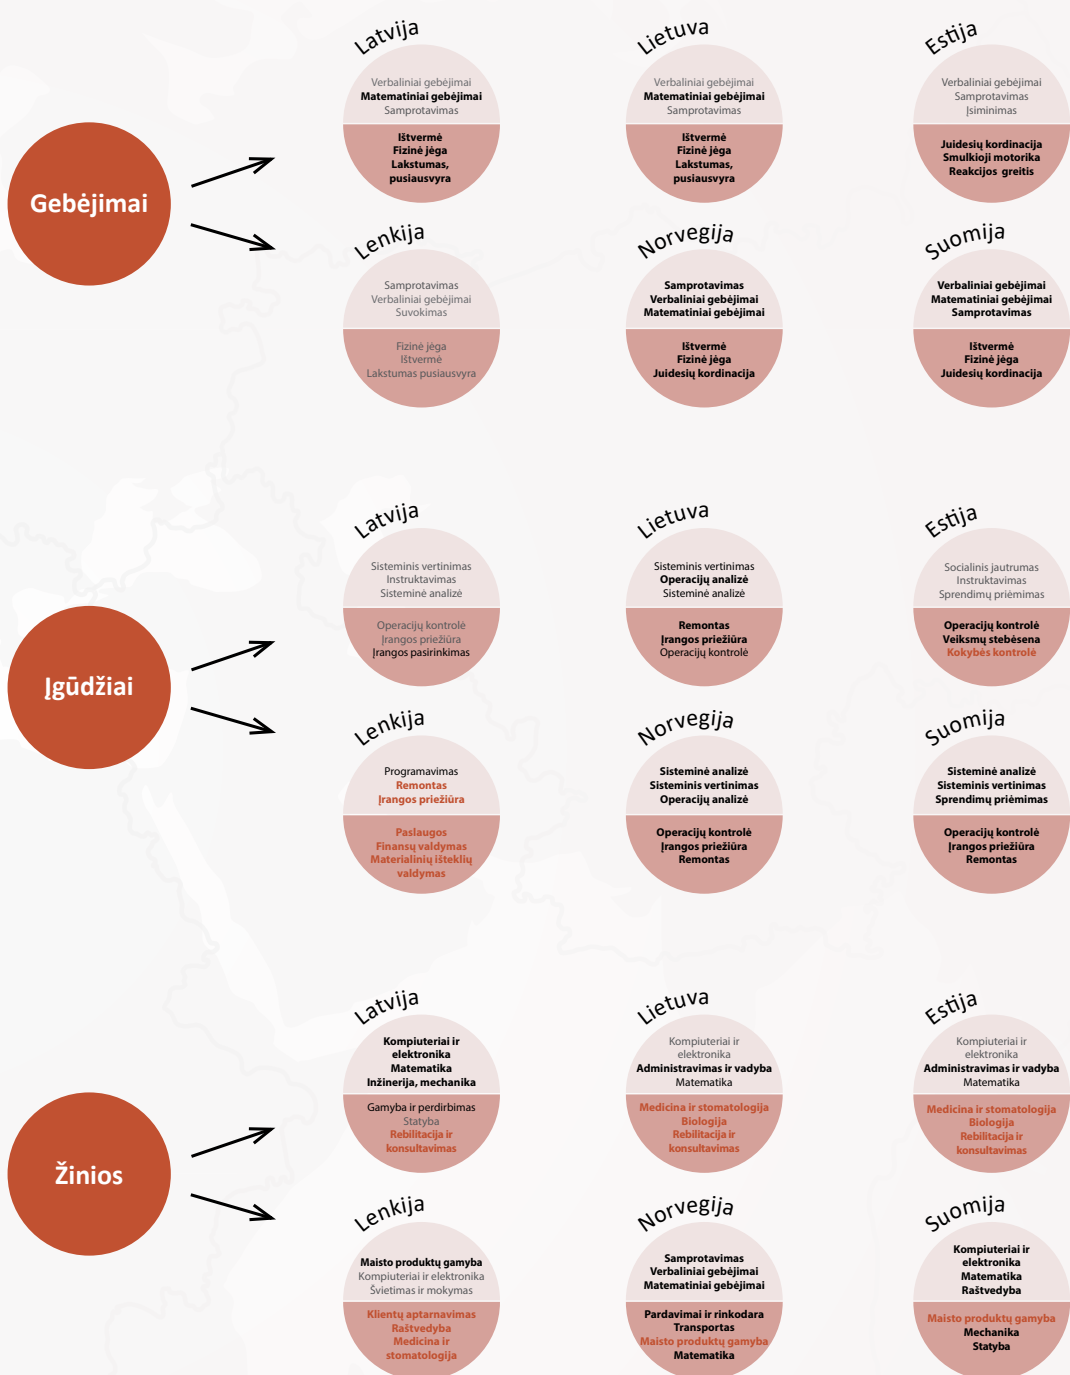 Gebėjimai
Latvija
Verbaliniai gebėjimai
Matematiniai gebėjimai
Samprotavimas
Ištvermė
Fizinė jėga
Lakstumas,
pusiausvyra
Lietuva
Verbaliniai gebėjimai
Matematiniai gebėjimai
Samprotavimas
Ištvermė
Fizinė jėga
Lakstumas,
pusiausvyra
Estija
Verbaliniai gebėjimai
Samprotavimas
Įsiminimas
Juidesių kordinacija
Smulkioji motorika
Reakcijos greitis
Lenkija
Samprotavimas
Verbaliniai gebėjimai
Suvokimas
Fizinė jėga
Ištvermė
Lakstumas pusiausvyra
Norvegija
Samprotavimas
Verbaliniai gebėjimai
Matematiniai gebėjimai
Ištvermė
Fizinė jėga
Juidesių kordinacija
Suomija
Verbaliniai gebėjimai
Matematiniai gebėjimai
Samprotavimas
Ištvermė
Fizinė jėga
Juidesių kordinacija
Įgūdžiai
Latvija
Sisteminis vertinimas
Instruktavimas
Sisteminė analizė
Operacijų kontrolė
Įrangos priežiūra
Įrangos pasirinkimas
Lietuva
Sisteminis vertinimas
Operacijų analizė
Sisteminė analizė
Remontas
Įrangos priežiūra
Operacijų kontrolė
Estija
Socialinis jautrumas
Instruktavimas
Sprendimų priėmimas
Operacijų kontrolė
Veiksmų stebėsena
Kokybės kontrolė
Lenkija
Programavimas
Remontas
Įrangos priežiūra
Paslaugos
Finansų valdymas
Materialinių išteklių
valdymas
Norvegija
Sisteminė analizė
Sisteminis vertinimas
Operacijų analizė
Operacijų kontrolė
Įrangos priežiūra
Remontas
Suomija
Sisteminė analizė
Sisteminis vertinimas
Sprendimų priėmimas
Operacijų kontrolė
Įrangos priežiūra
Remontas
Žinios
Latvija
Kompiuteriai ir
elektronika
Matematika
Inžinerija, mechanika
Gamyba ir perdirbimas
Statyba
Rebilitacija ir
konsultavimas
Lietuva
Kompiuteriai ir
elektronika
Administravimas ir vadyba
Matematika
Medicina ir stomatologija
Biologija
Rebilitacija ir
konsultavimas
Estija
Kompiuteriai ir
elektronika
Administravimas ir vadyba
Matematika
Medicina ir stomatologija
Biologija
Rebilitacija ir
konsultavimas
Lenkija
Maisto produktų gamyba
Kompiuteriai ir elektronika
Švietimas ir mokymas
Klientų aptarnavimas
Raštvedyba
Medicina ir
stomatologija
Norvegija
Samprotavimas
Verbaliniai gebėjimai
Matematiniai gebėjimai
Pardavimai ir rinkodara
Transportas
Maisto produktų gamyba
Matematika
Suomija
Kompiuteriai ir
elektronika
Matematika
Raštvedyba
Maisto produktų gamyba
Mechanika
Statyba